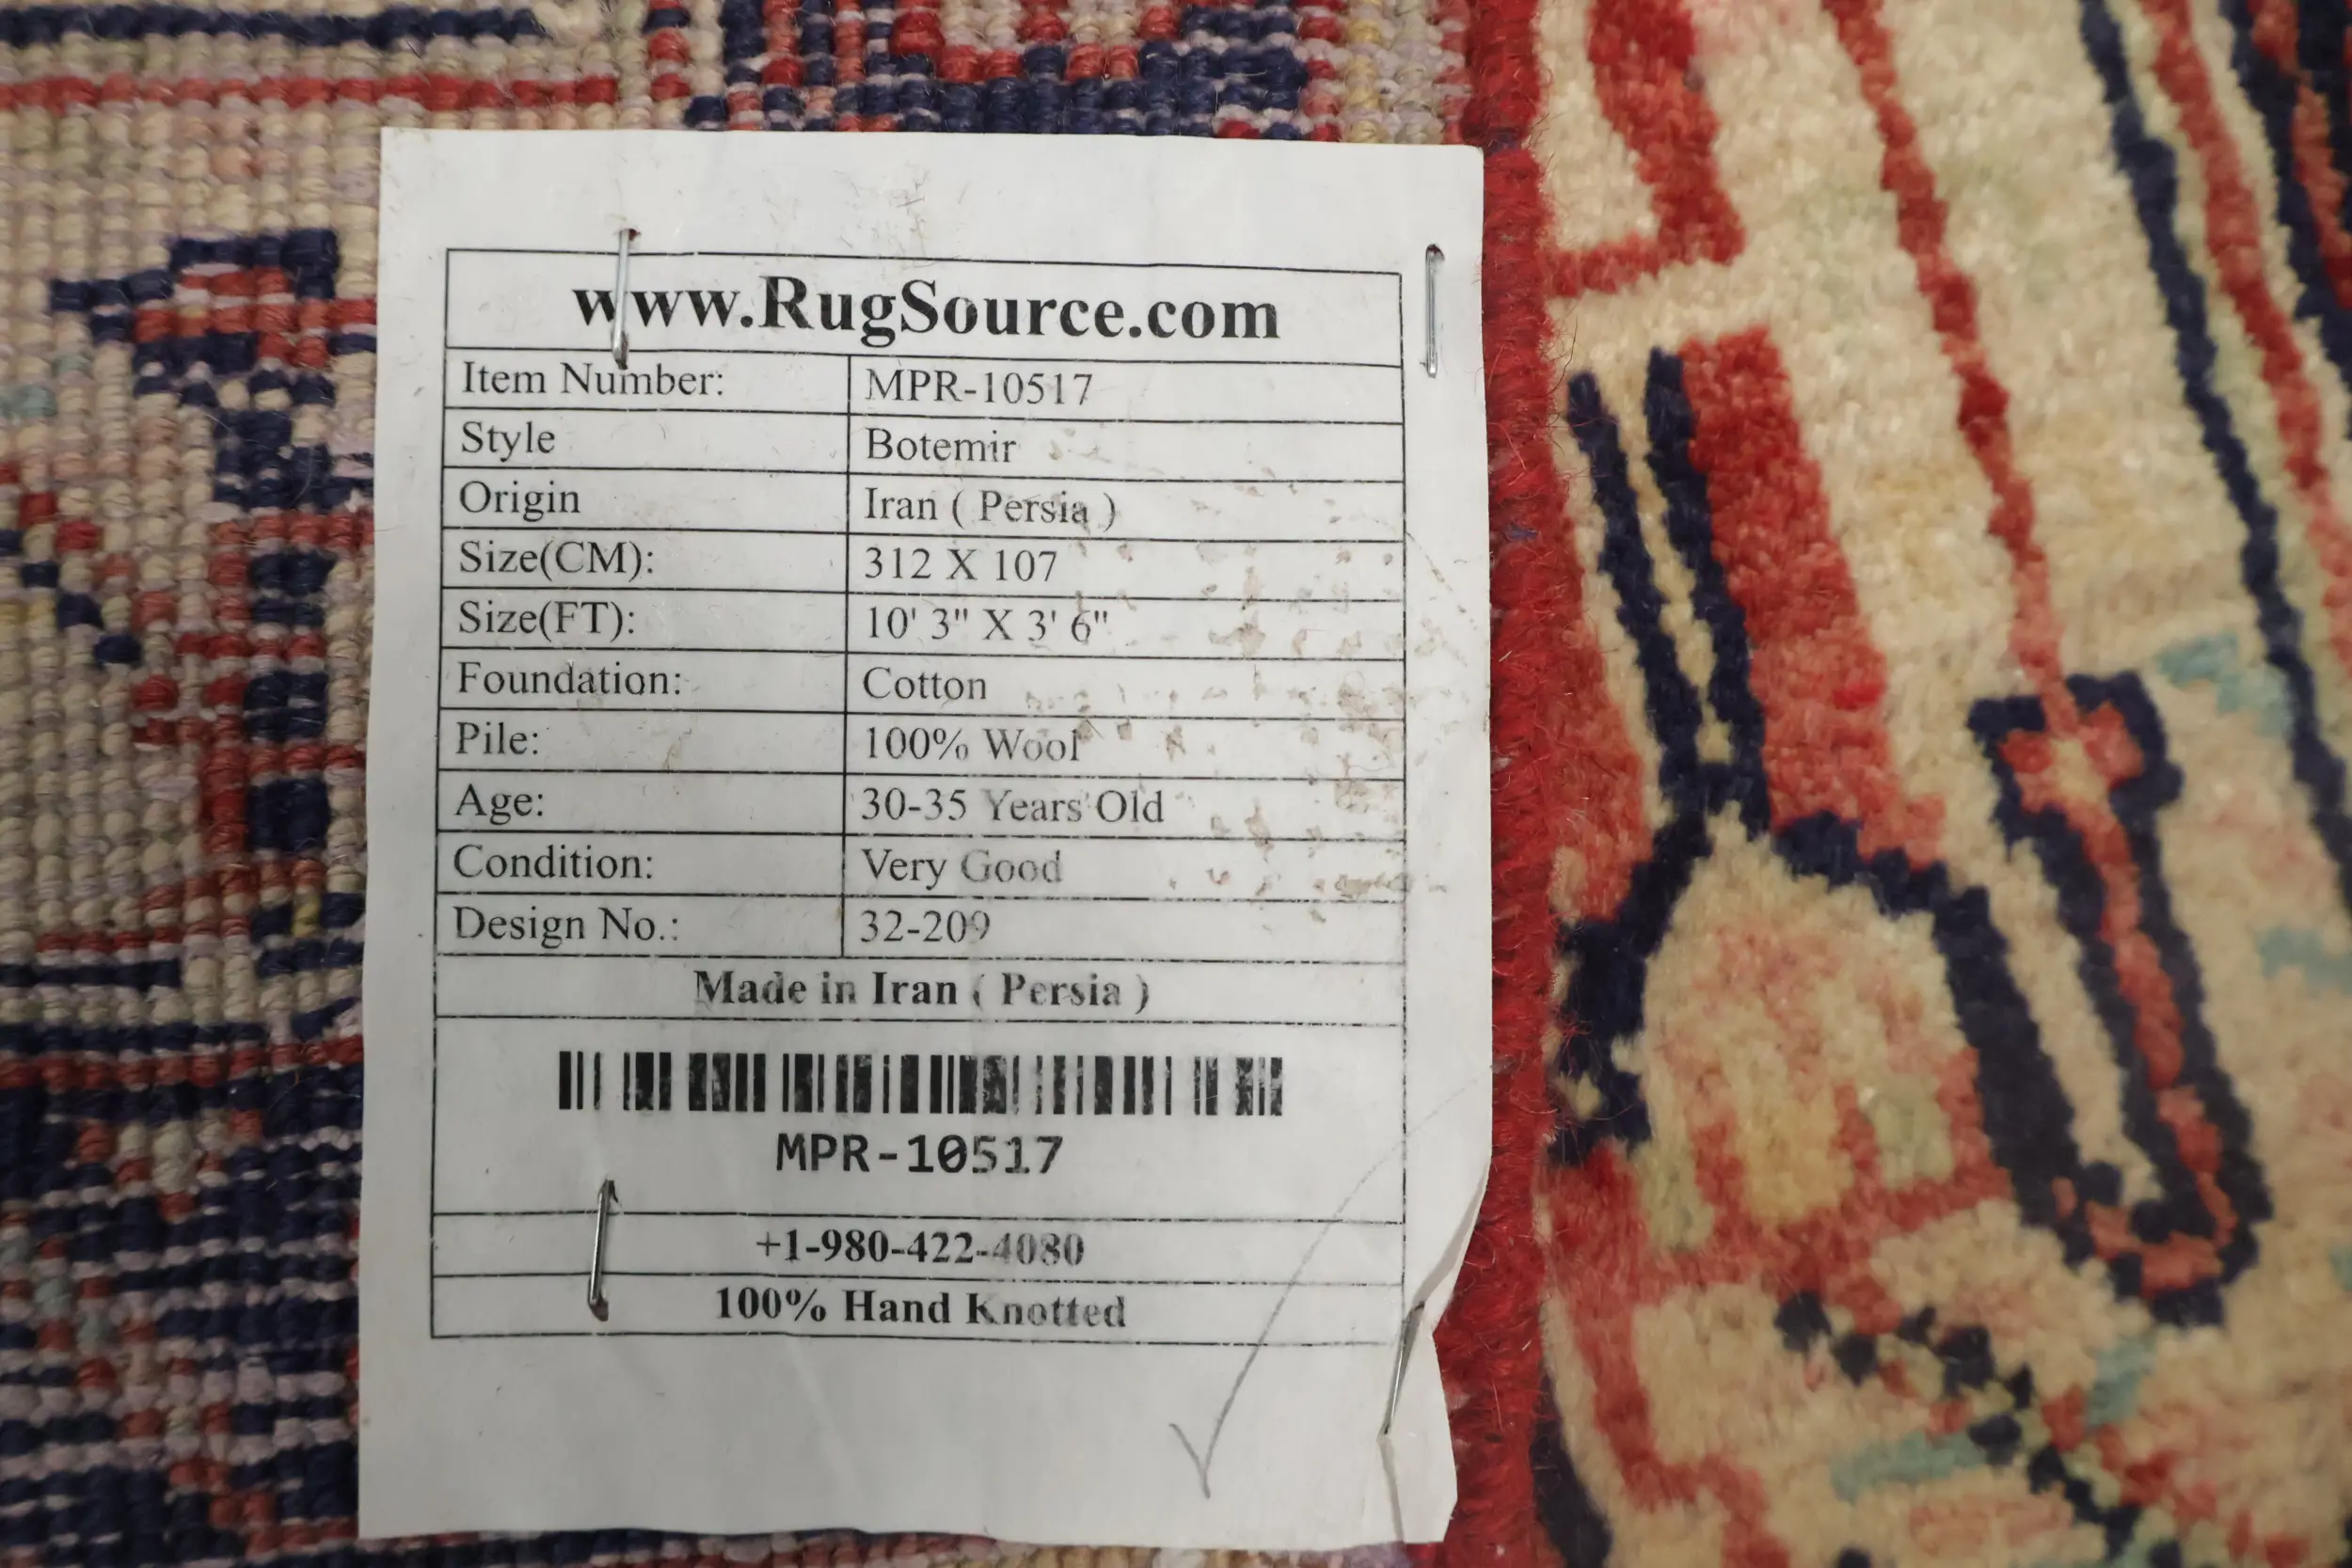 www.RugSource.com
Item Number: MPR-10517
Style Botemir
Origin Iran ( Persia )
Size(CM): 312 X 107
Size(FT): 10' 3" X 3' 6"
Foundation: Cotton
Pile: 100% Wool
Age: 30-35 Years Old
Condition: Very Good
Design No.: 32-209
Made in Iran ( Persia )
MPR-10517
+1-980-422-4080
100% Hand Knotted